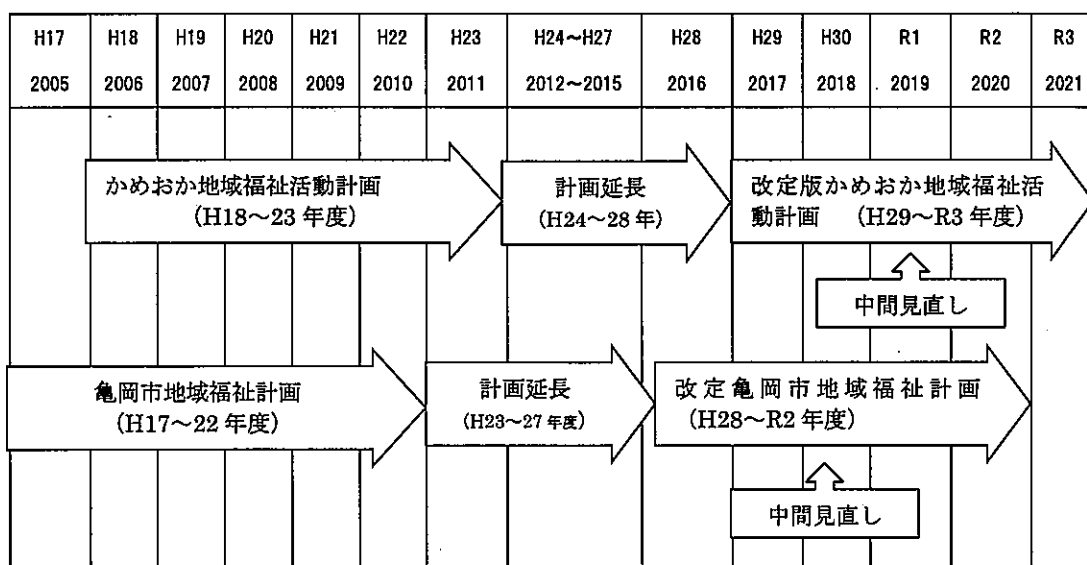 H17 H18 H19 H20 H21 H22 H23 H24～H27 H28 H29 H30 R1 R2 R3
2005 2006 2007 2008 2009 2010 2011 2012～2015 2016 2017 2018 2019 2020 2021
かめおか地域福祉活動計画
(H18～23 年度)
計画延長
(H24～28 年)
改定版かめおか地域福祉活
動計画 (H29～R3 年度)
中間見直し
亀岡市地域福祉計画
(H17～22 年度)
計画延長
(H23～27 年度)
改定亀岡市地域福祉計画
(H28～R2 年度)
中間見直し